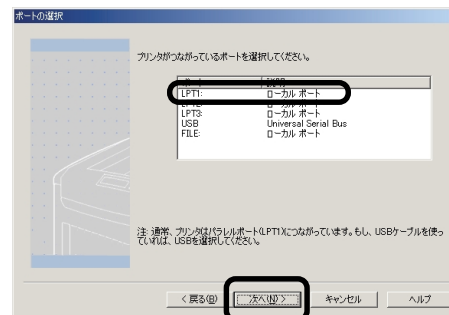 ポートの選択
プリンタがつながっているポートを選択してください。
LPT1: ローカル ポート
LPT3: ローカル ポート
USB Universal Serial Bus
FILE: ローカル ポート
注: 通常、プリンタはパラレルポート(LPT1)につながっています。もし、USBケーブルを使っ
ていれば、USBを選択してください。
< 戻る(B) 次へ(N) > キャンセル ヘルプ